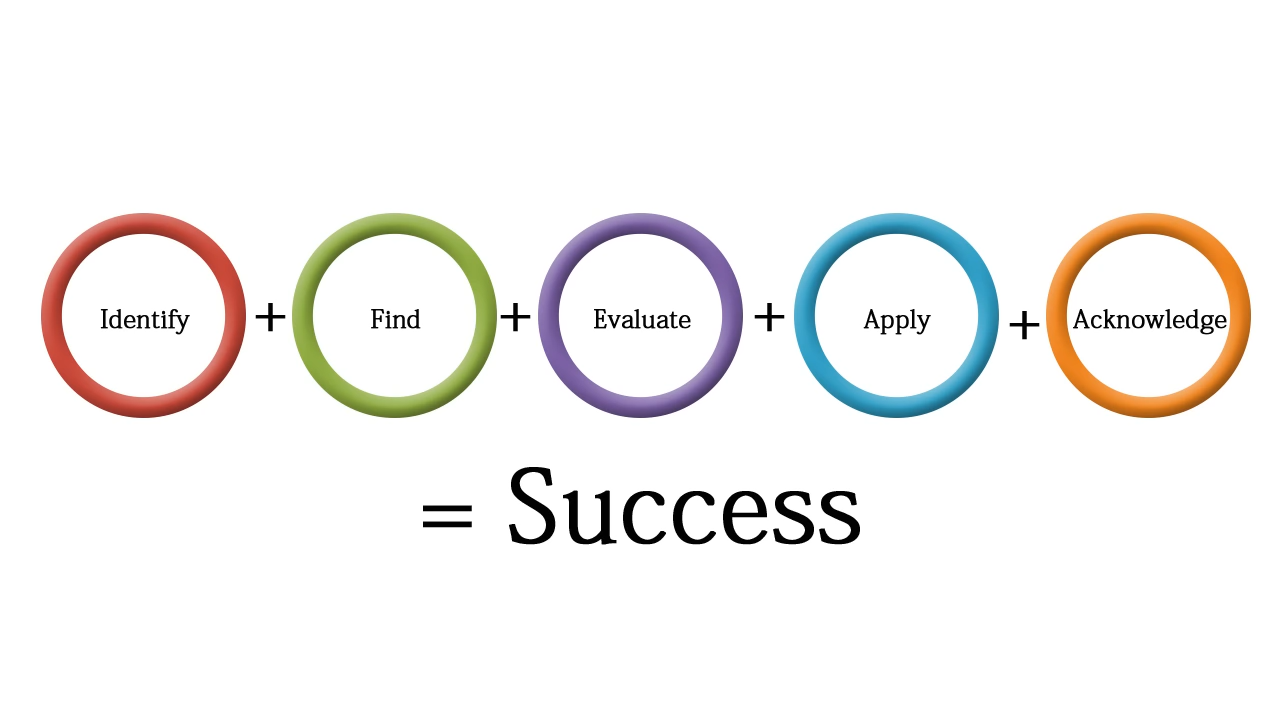 Identify + Find + Evaluate + Apply + Acknowledge
= Success